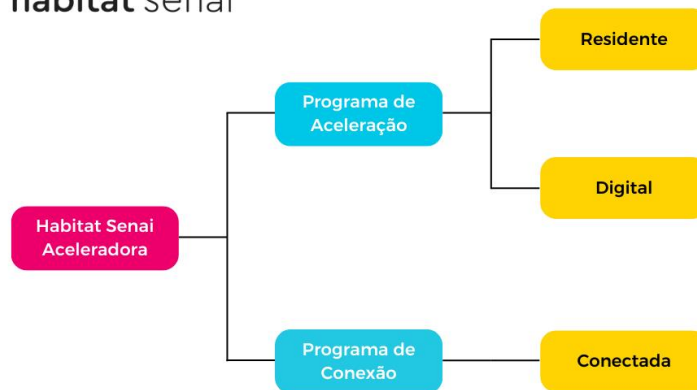 habitat senai
Residente
Programa de
Aceleração
Digital
Habitat Senai
Aceleradora
Programa de
Conexão
Conectada